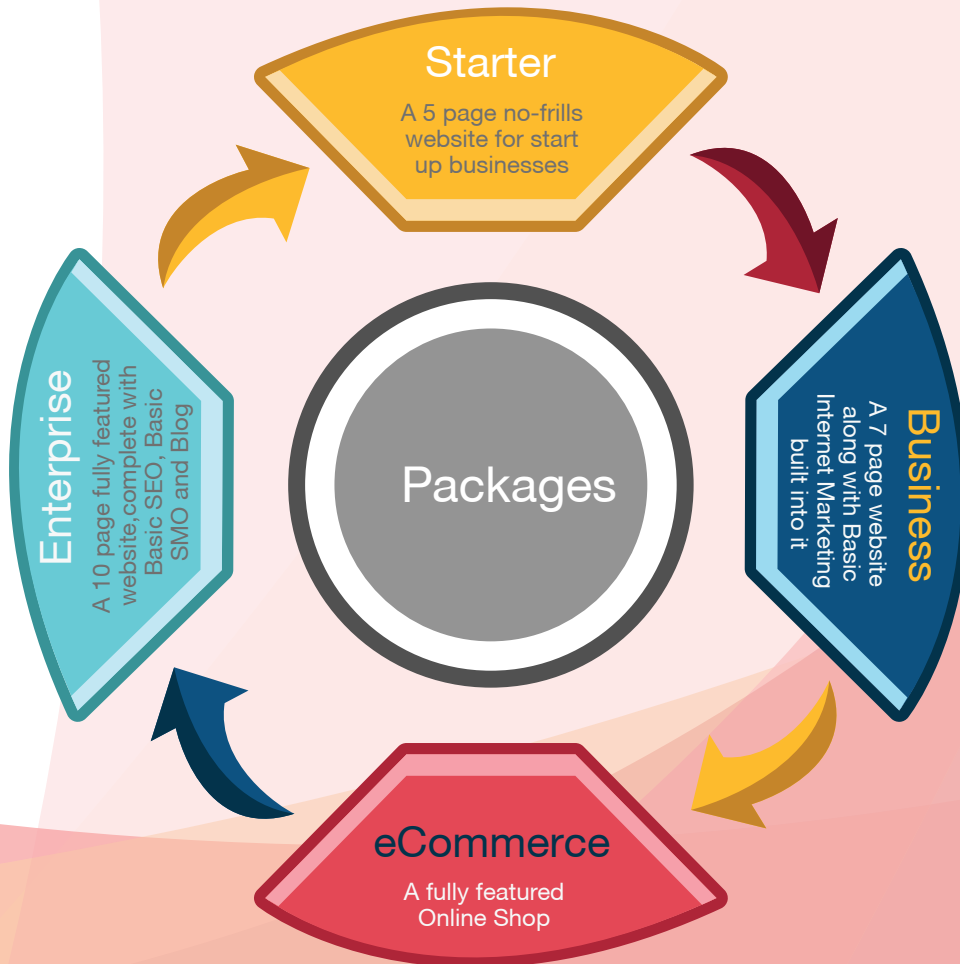 Starter
A 5 page no-frills
website for start
up businesses
Business
A 7 page website
along with Basic
Internet Marketing
built into it
eCommerce
A fully featured
Online Shop
Enterprise
A 10 page fully featured
website,complete with
Basic SEO, Basic
SMO and Blog
Packages